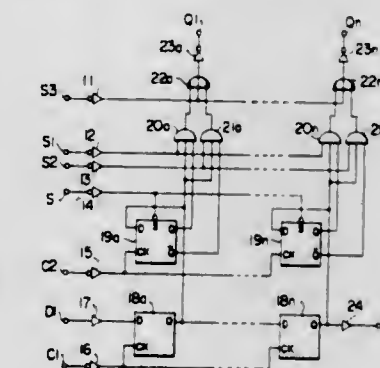 Q1 Qn
23a 23n
22a 22n
S3 11
20a 21a 20n
S1 12
S2
13
S 14
D Q D Q
CK CK
19a 19n
C2 15
D1 17 18a 18n 24
D Q D
CK CK
C1 16